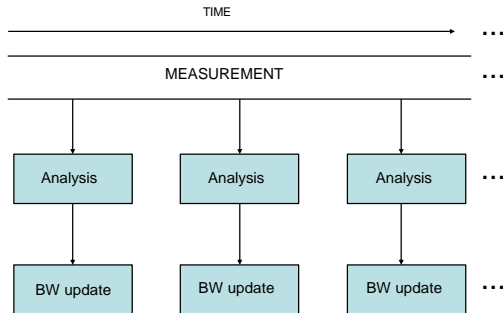 TIME
...
MEASUREMENT
...
Analysis Analysis Analysis ...
BW update BW update BW update ...